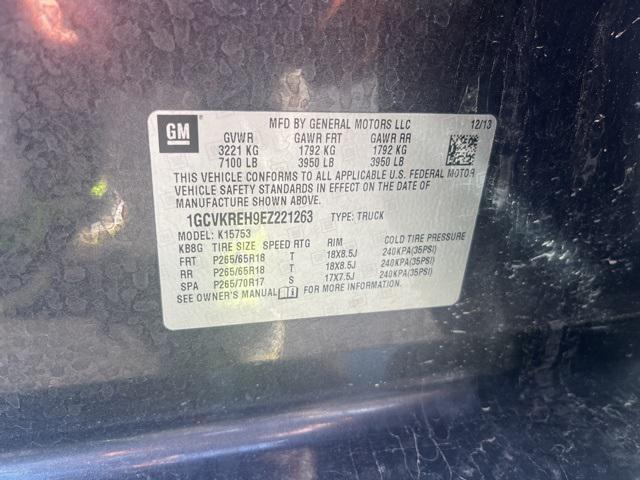 GM
MFD BY GENERAL MOTORS LLC 12/13
GVWR GAWR FRT GAWR RR
3221 KG 1792 KG 1792 KG
7100 LB 3950 LB 3950 LB
THIS VEHICLE CONFORMS TO ALL APPLICABLE U.S. FEDERAL MOTOR
VEHICLE SAFETY STANDARDS IN EFFECT ON THE DATE OF
MANUFACTURE SHOWN ABOVE.
1GCVKREH9EZ221263 TYPE: TRUCK
MODEL: K15753
KB8G TIRE SIZE SPEED RTG RIM COLD TIRE PRESSURE
FRT P265/65R18 T 18X8.5J 240KPA(35PSI)
RR P265/65R18 T 18X8.5J 240KPA(35PSI)
SPA P265/70R17 S 17X7.5J 240KPA(35PSI)
SEE OWNER'S MANUAL FOR MORE INFORMATION.